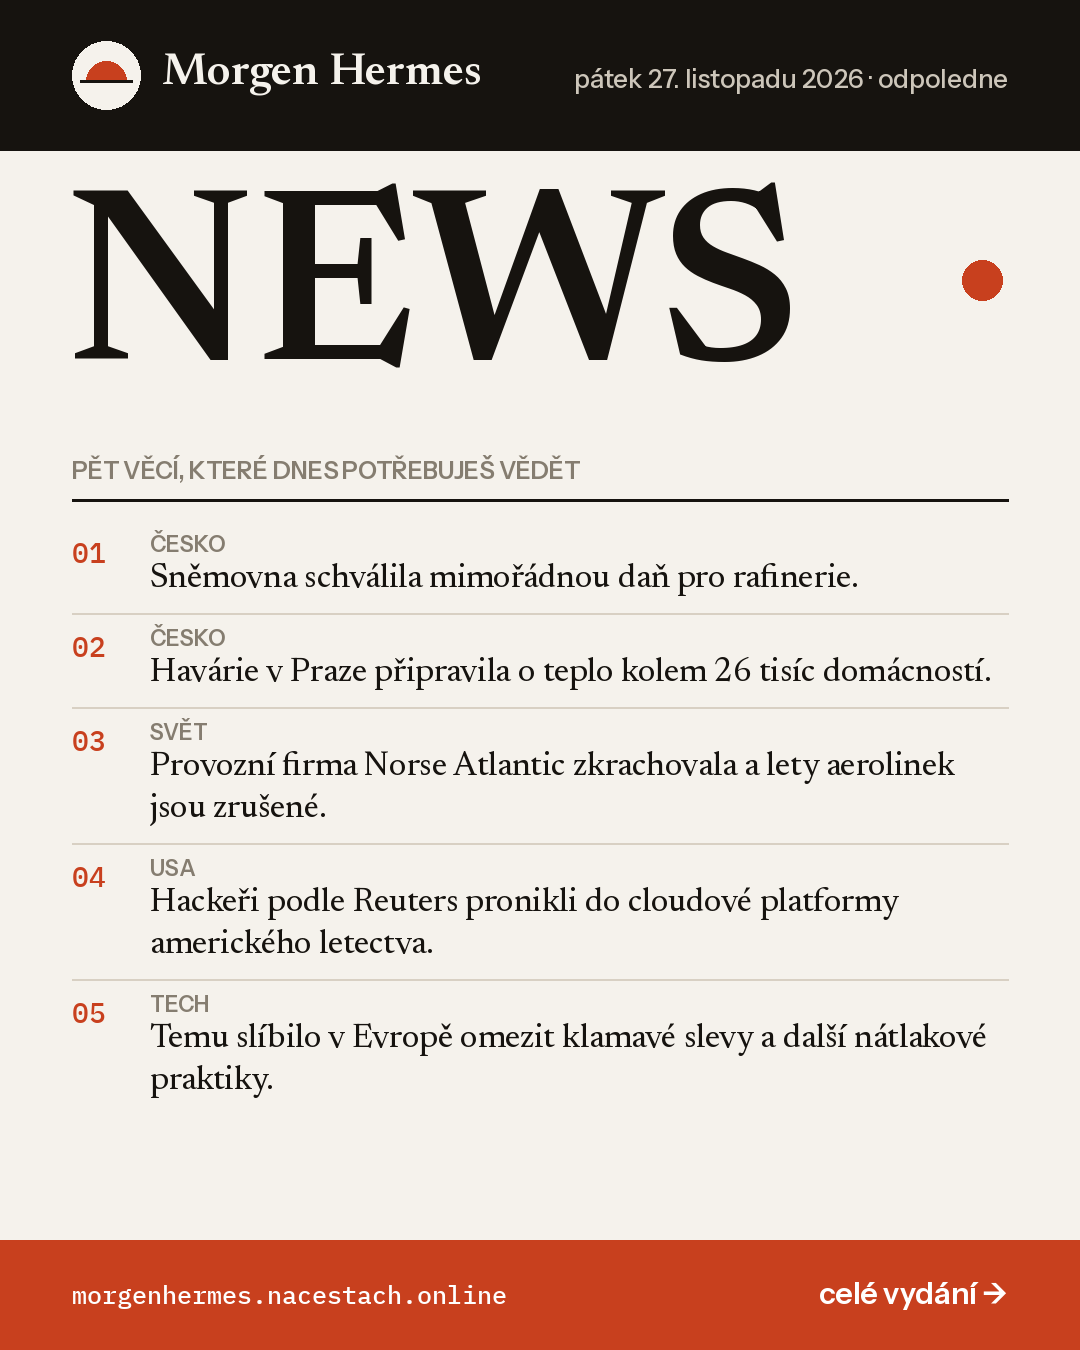 Morgen Hermes
pátek 27. listopadu 2026 · odpoledne
NEWS
PĚT VĚCÍ, KTERÉ DNES POTŘEBUJEŠ VĚDĚT
01
ČESKO
Sněmovna schválila mimořádnou daň pro rafinerie.
02
ČESKO
Havárie v Praze připravila o teplo kolem 26 tisíc domácností.
03
SVĚT
Provozní firma Norse Atlantic zkrachovala a lety aerolinek
jsou zrušené.
04
USA
Hackeři podle Reuters pronikli do cloudové platformy
amerického letectva.
05
TECH
Temu slíbilo v Evropě omezit klamavé slevy a další nátlakové
praktiky.
morgenhermes.nacestach.online
celé vydání →